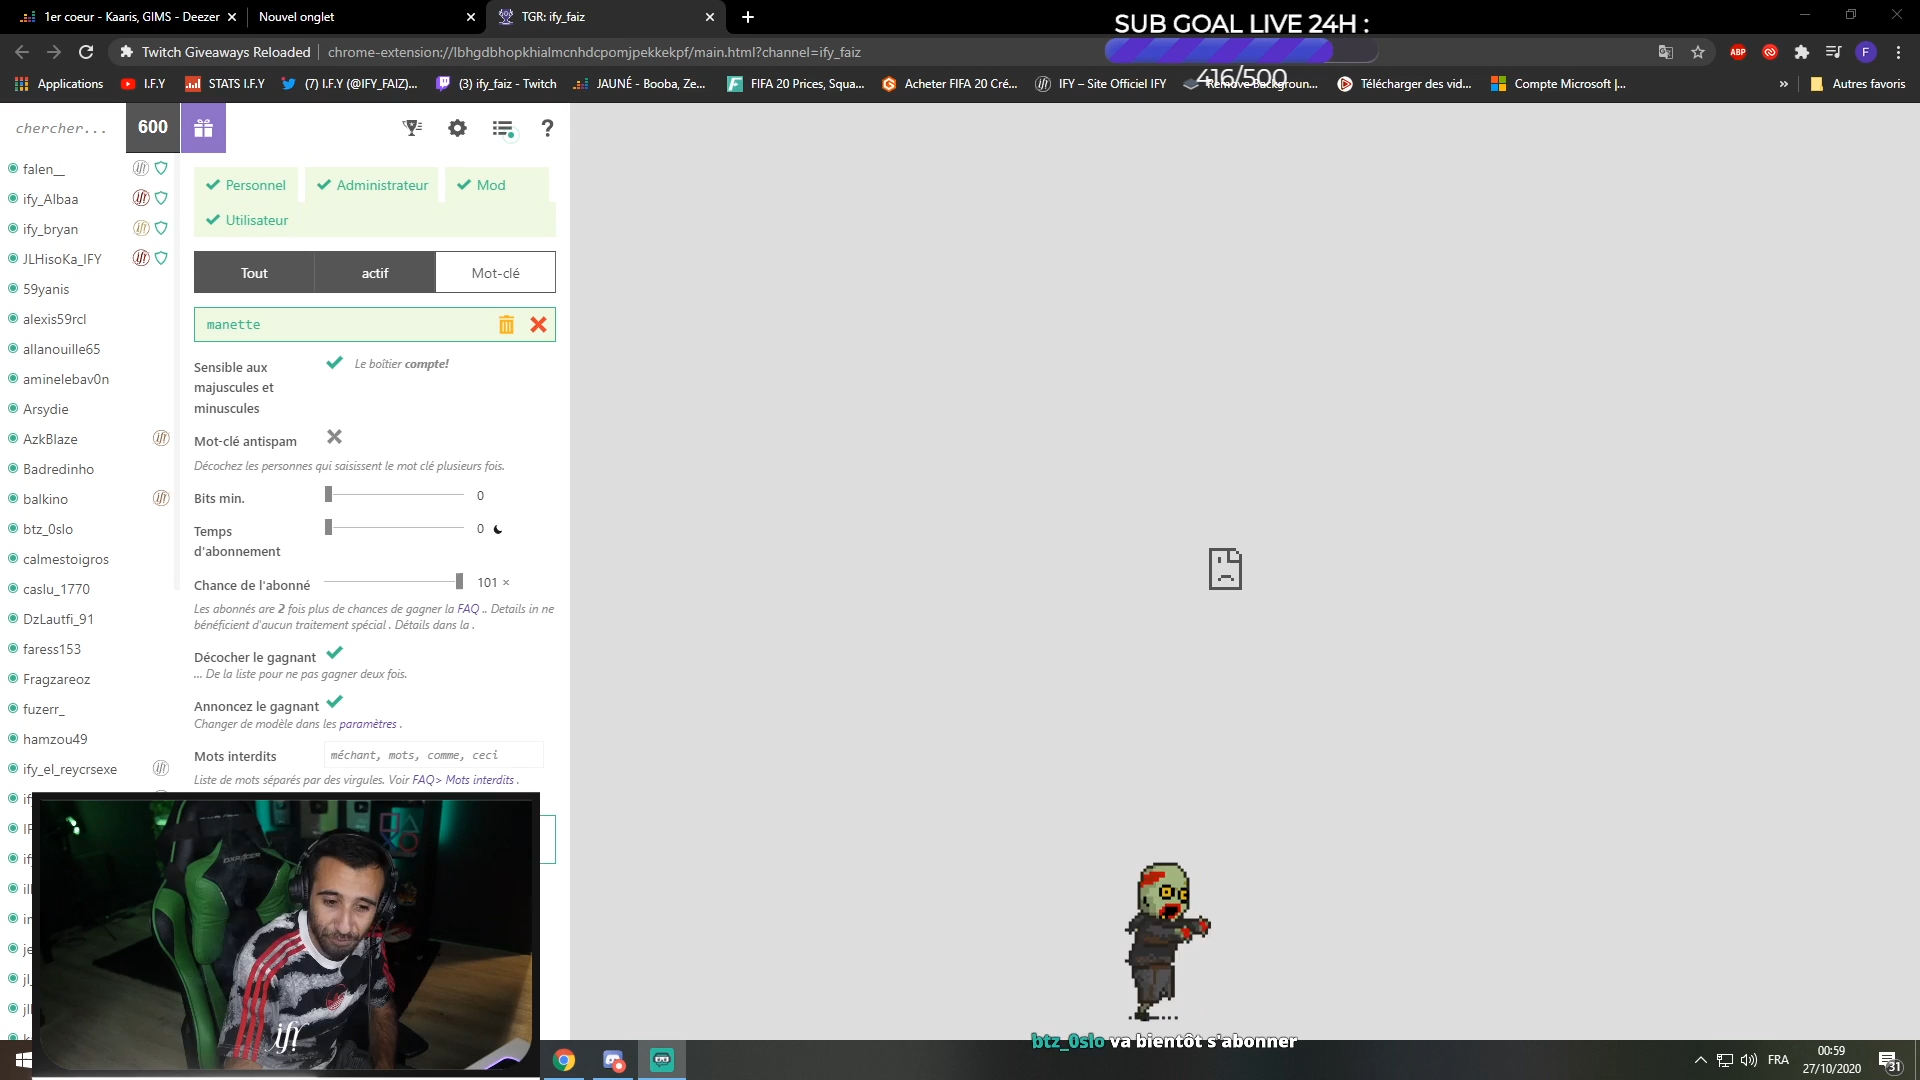 1er coeur - Kaaris, GIMS - Deezer
Nouvel onglet
TGR: ify_faiz
SUB GOAL LIVE 24H :
416/500
Twitch Giveaways Reloaded
chrome-extension://lbhgdbhopkhialmcnhdcpomjpekkekpf/main.html?channel=ify_faiz
ABP
F
Applications
I.F.Y
STATS I.F.Y
(7) I.F.Y (@IFY_FAIZ)...
(3) ify_faiz - Twitch
JAUNÉ - Booba, Ze...
FIFA 20 Prices, Squa...
Acheter FIFA 20 Cré...
IFY – Site Officiel IFY
Remove Backgroun...
Télécharger des vid...
Compte Microsoft |...
»
Autres favoris
chercher...
600
?
falen__
ify_Albaa
ify_bryan
JLHisoKa_IFY
59yanis
alexis59rcl
allanouille65
aminelebav0n
Arsydie
AzkBlaze
Badredinho
balkino
btz_0slo
calmestoigros
caslu_1770
DzLautfi_91
faress153
Fragzareoz
fuzerr_
hamzou49
ify_el_reycrsexe
Personnel
Administrateur
Mod
Utilisateur
Tout
actif
Mot-clé
manette
Sensible aux majuscules et minuscules
Le boîtier compte!
Mot-clé antispam
Décochez les personnes qui saisissent le mot clé plusieurs fois.
Bits min.
0
Temps d'abonnement
0
Chance de l'abonné
101 ×
Les abonnés are 2 fois plus de chances de gagner la FAQ .. Details in ne
bénéficient d'aucun traitement spécial . Détails dans la .
Décocher le gagnant
... De la liste pour ne pas gagner deux fois.
Annoncez le gagnant
Changer de modèle dans les paramètres .
Mots interdits
méchant, mots, comme, ceci
Liste de mots séparés par des virgules. Voir FAQ> Mots interdits .
DXRACER
ify
btz_0slo va bientôt s'abonner
FRA
00:59
27/10/2020
31